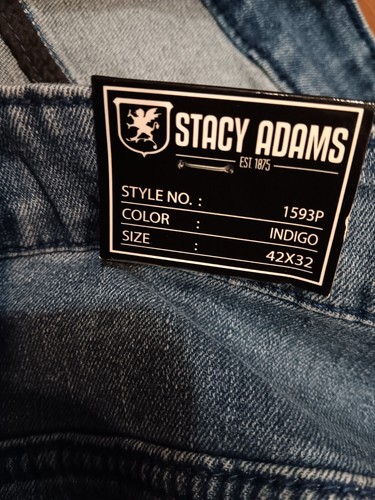 STACY ADAMS
EST 1875
STYLE NO. : 1593P
COLOR : INDIGO
SIZE : 42X32